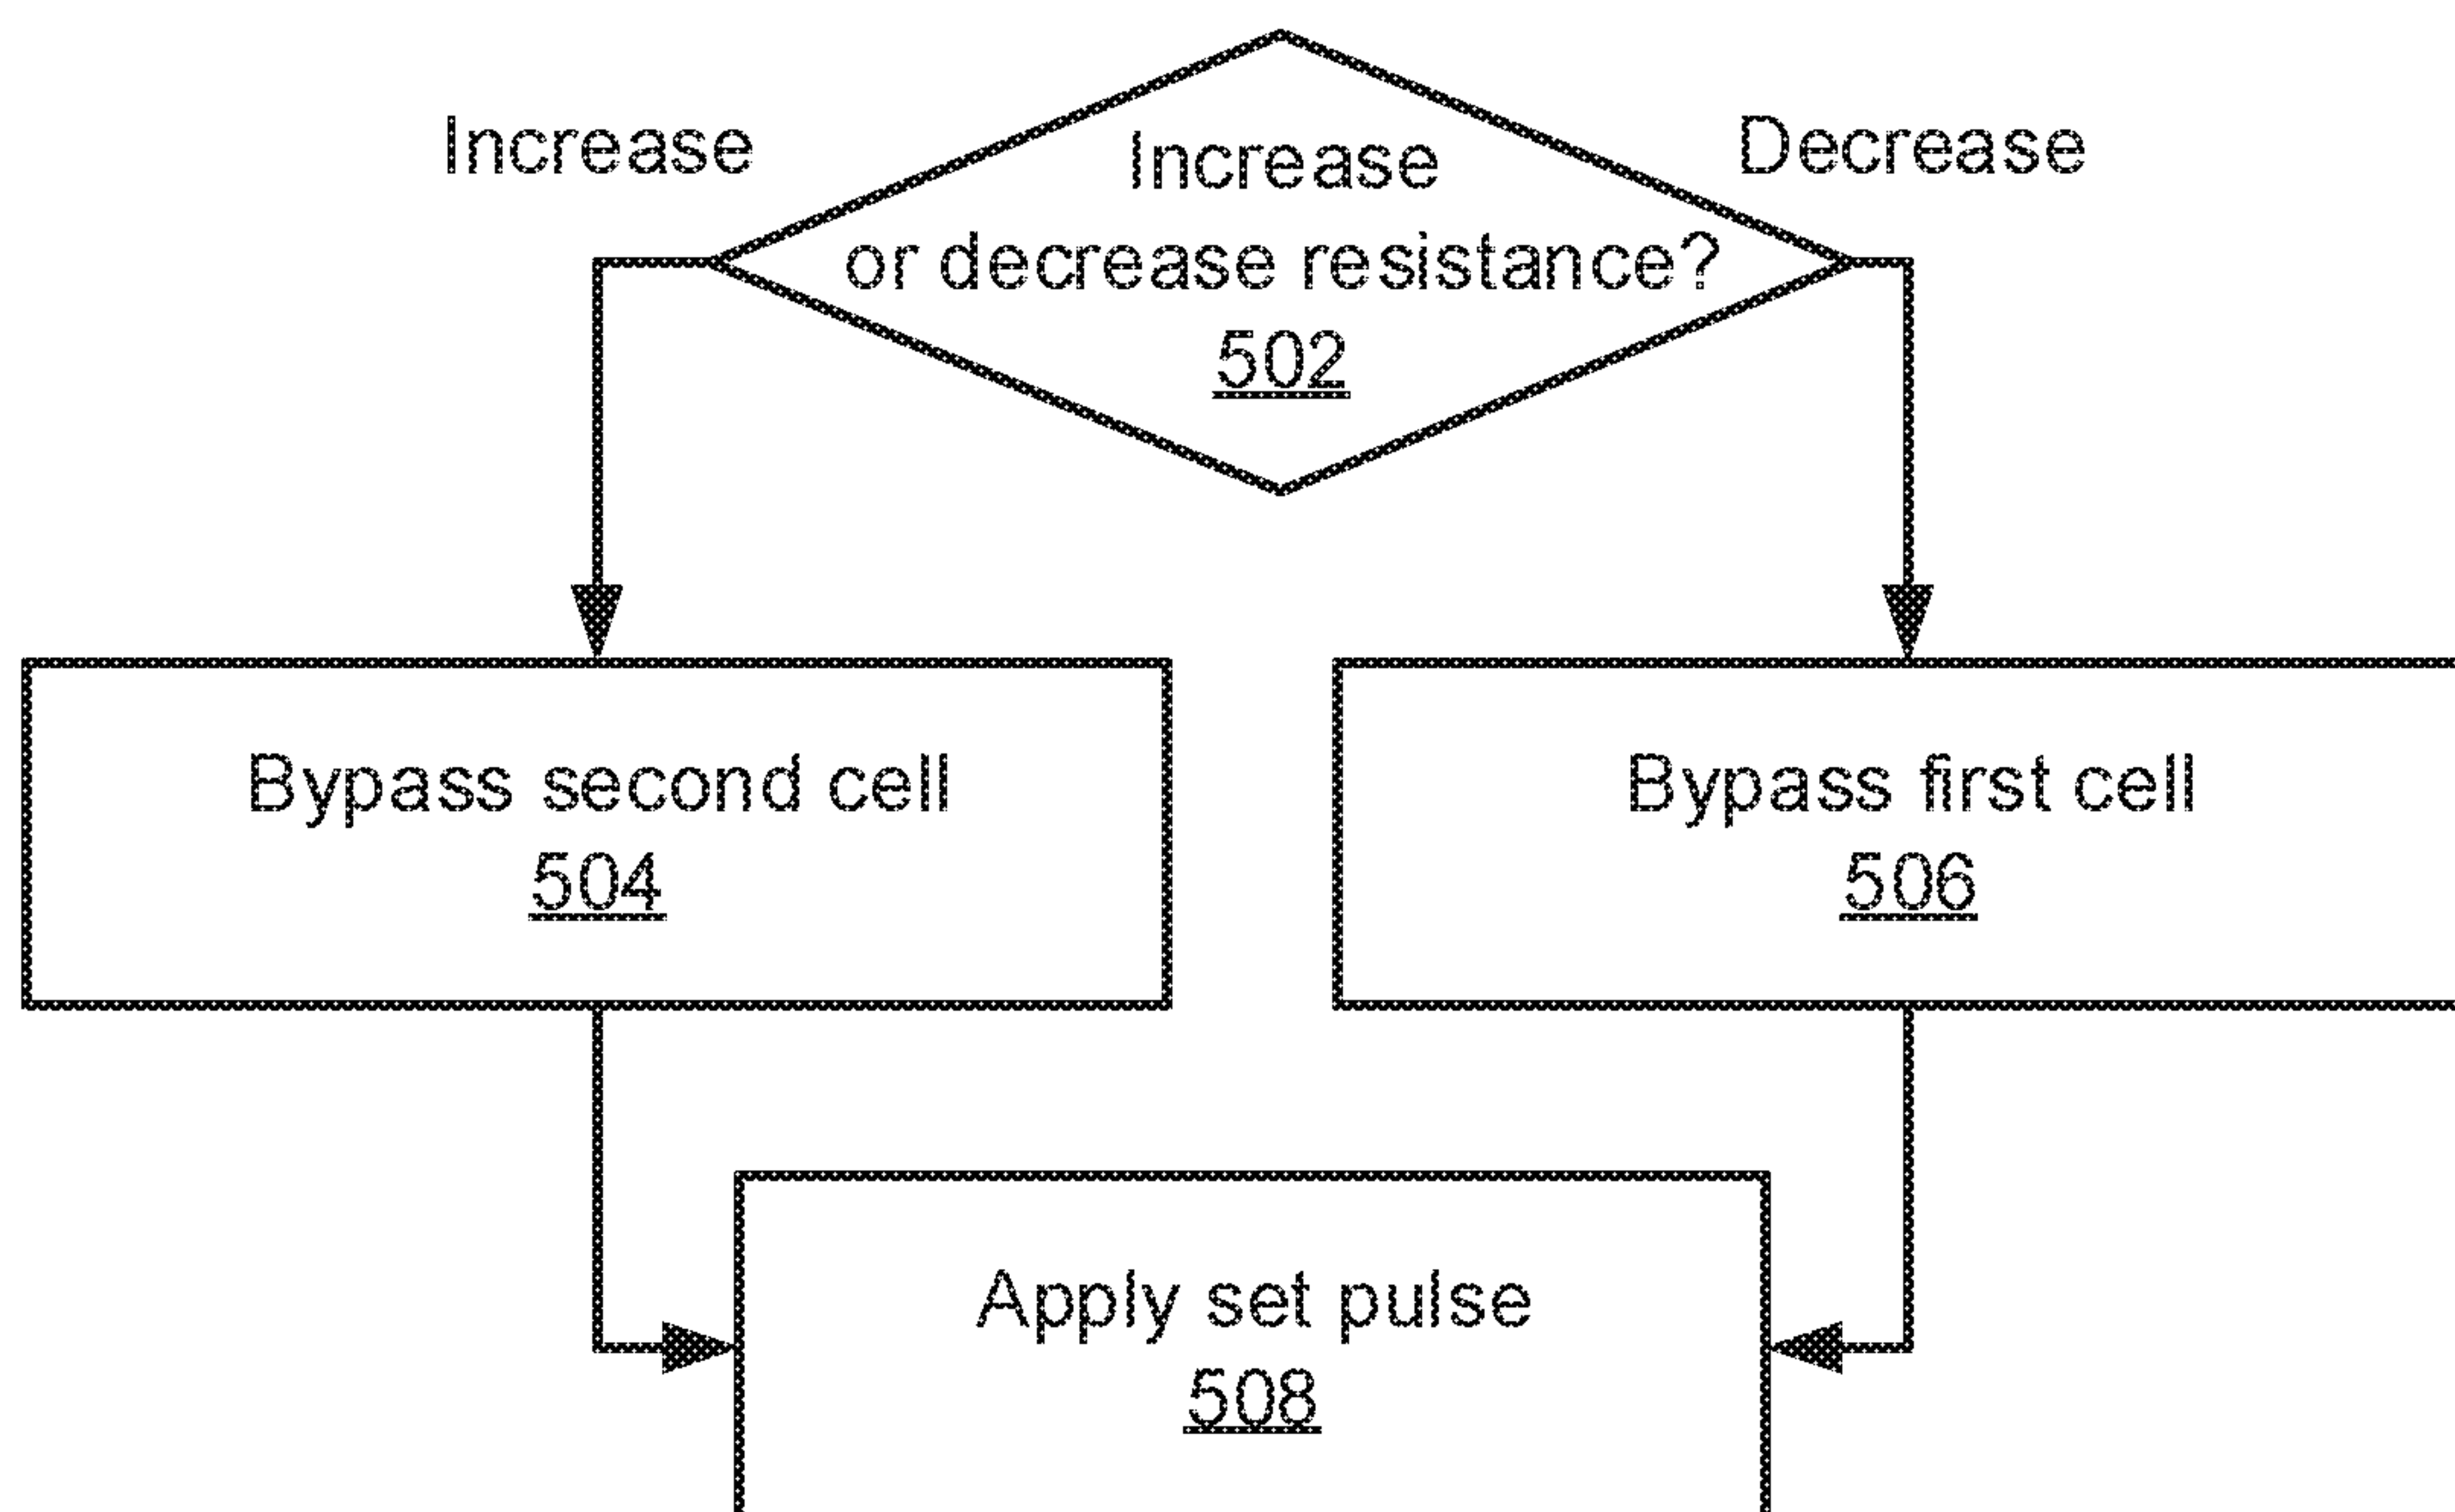 Increase
Increase
or decrease resistance?
502
Decrease
Bypass second cell
504
Bypass first cell
506
Apply set pulse
508